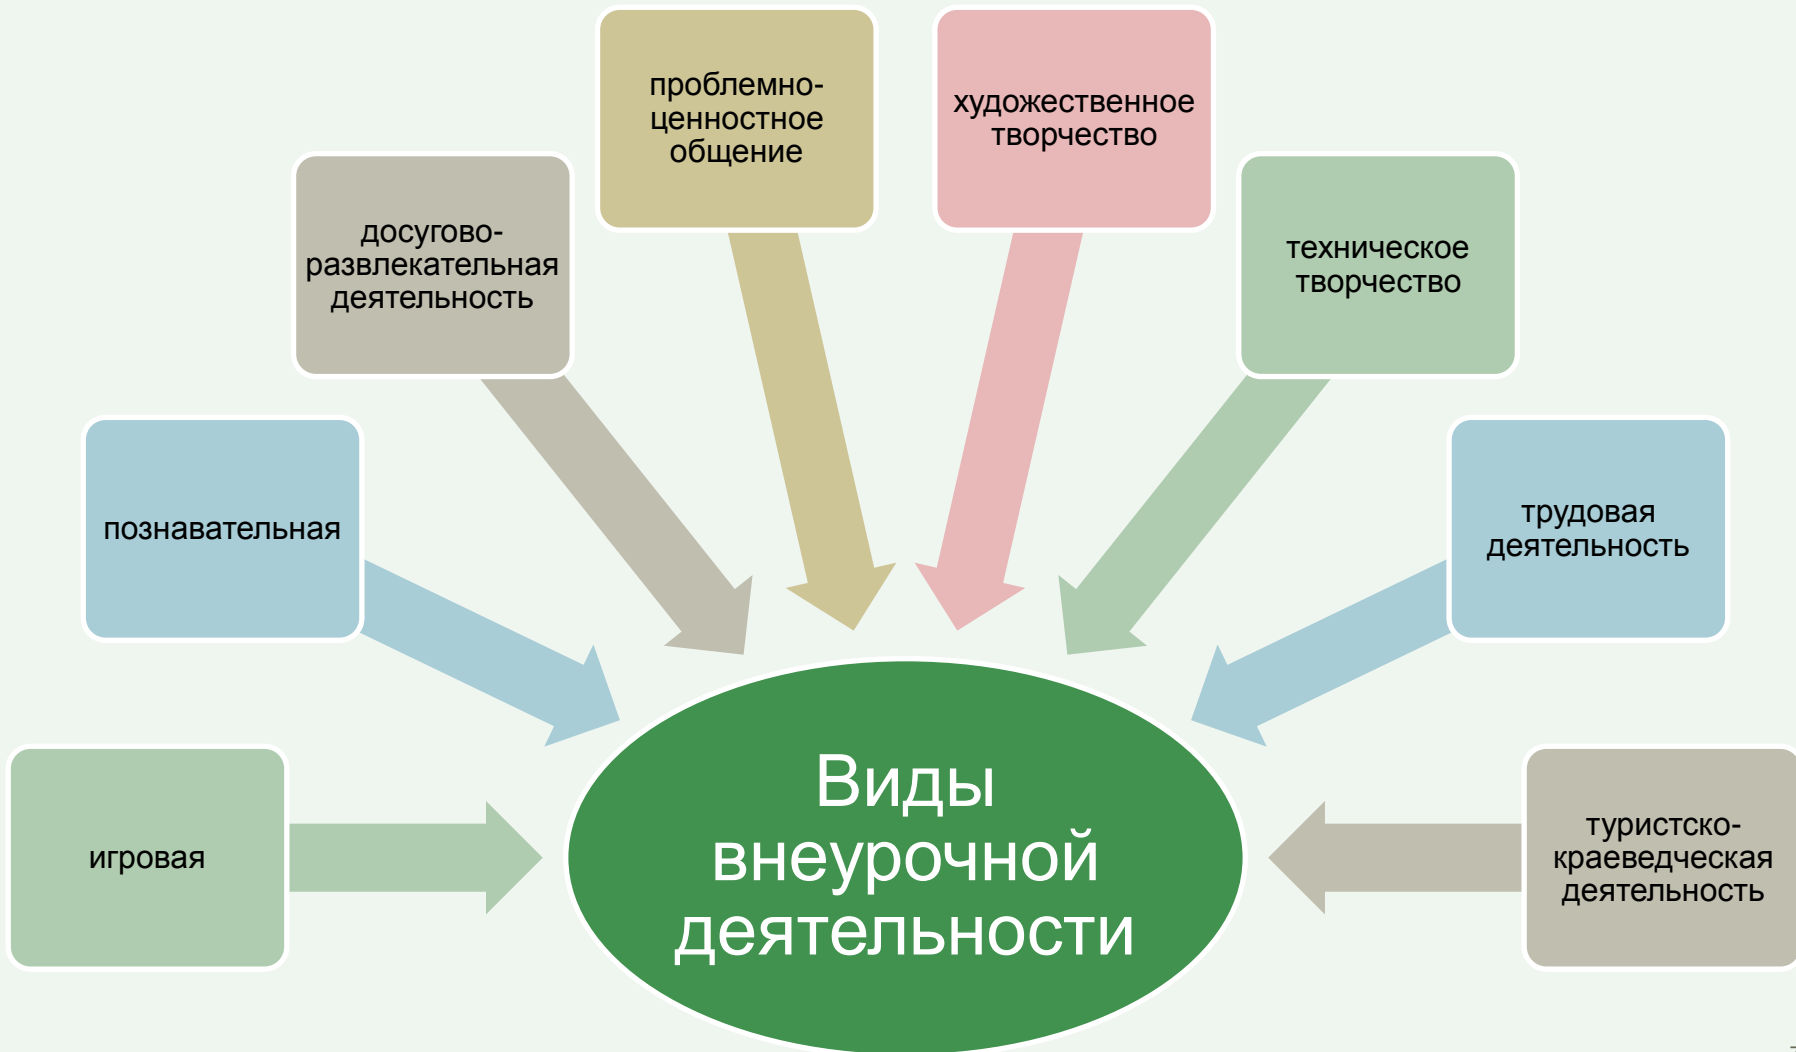 проблемно-
ценностное
общение
художественное
творчество
досугово-
развлекательная
деятельность
техническое
творчество
познавательная
трудовая
деятельность
игровая
Виды
внеурочной
деятельности
туристско-
краеведческая
деятельность